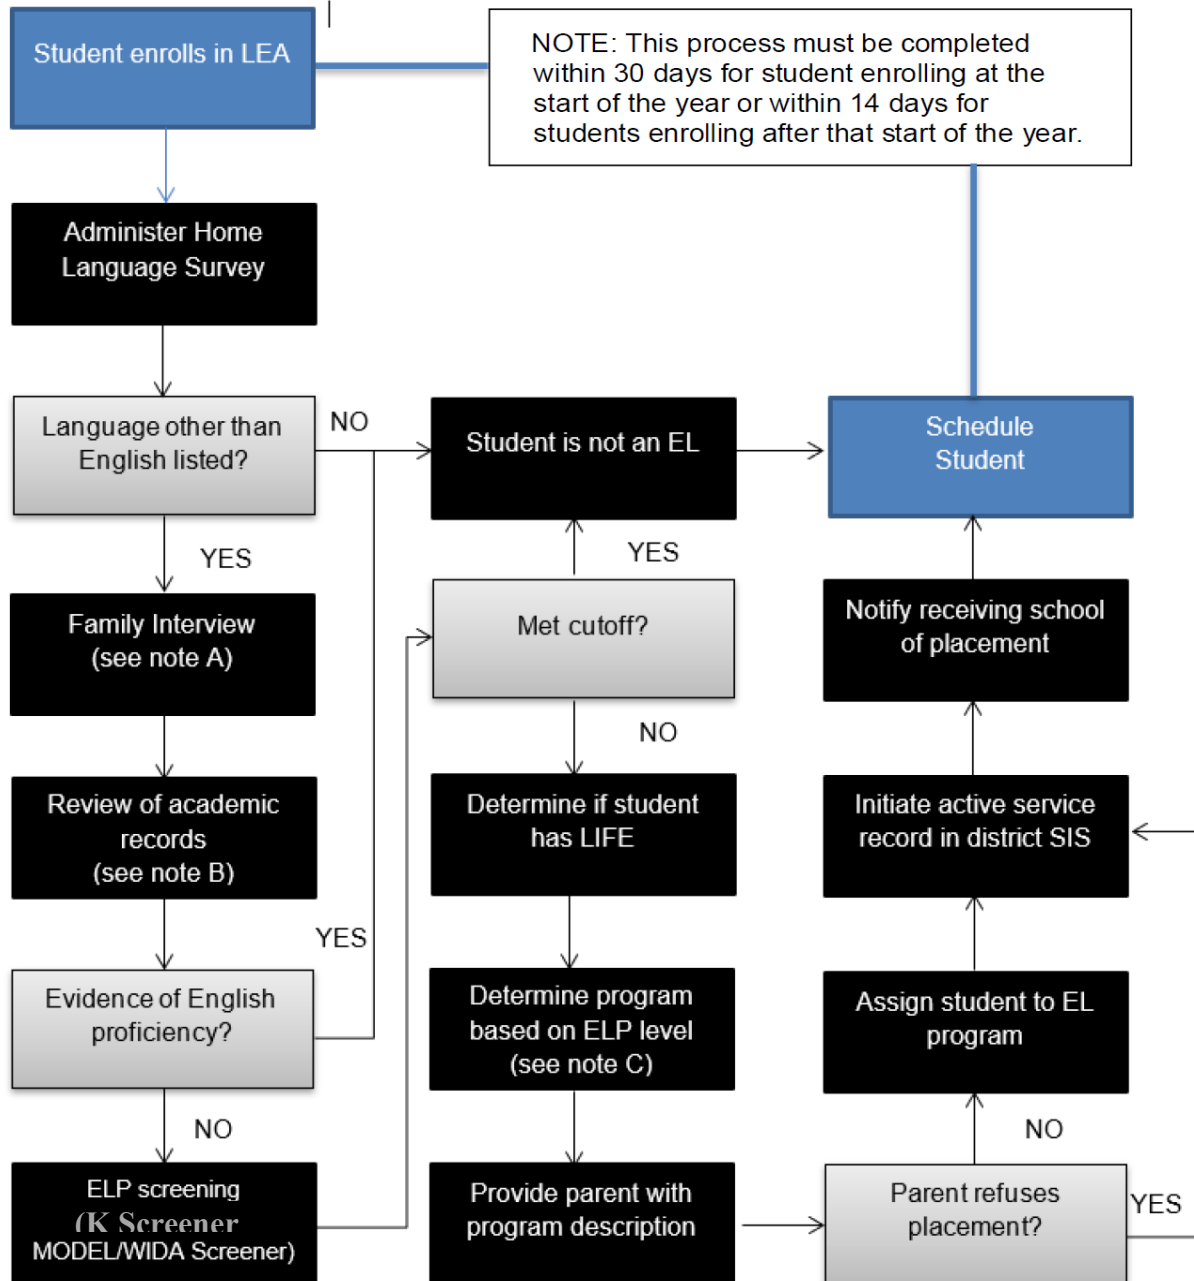 Student enrolls in LEA
NOTE: This process must be completed
within 30 days for student enrolling at the
start of the year or within 14 days for
students enrolling after that start of the year.
Administer Home
Language Survey
Language other than
English listed?
NO
Student is not an EL
Schedule
Student
YES
YES
Family Interview
(see note A)
Met cutoff?
Notify receiving school
of placement
NO
Review of academic
records
(see note B)
Determine if student
has LIFE
Initiate active service
record in district SIS
YES
Evidence of English
proficiency?
Determine program
based on ELP level
(see note C)
Assign student to EL
program
NO
NO
ELP screening
(K Screener
MODEL/WIDA Screener)
Provide parent with
program description
Parent refuses
placement?
YES